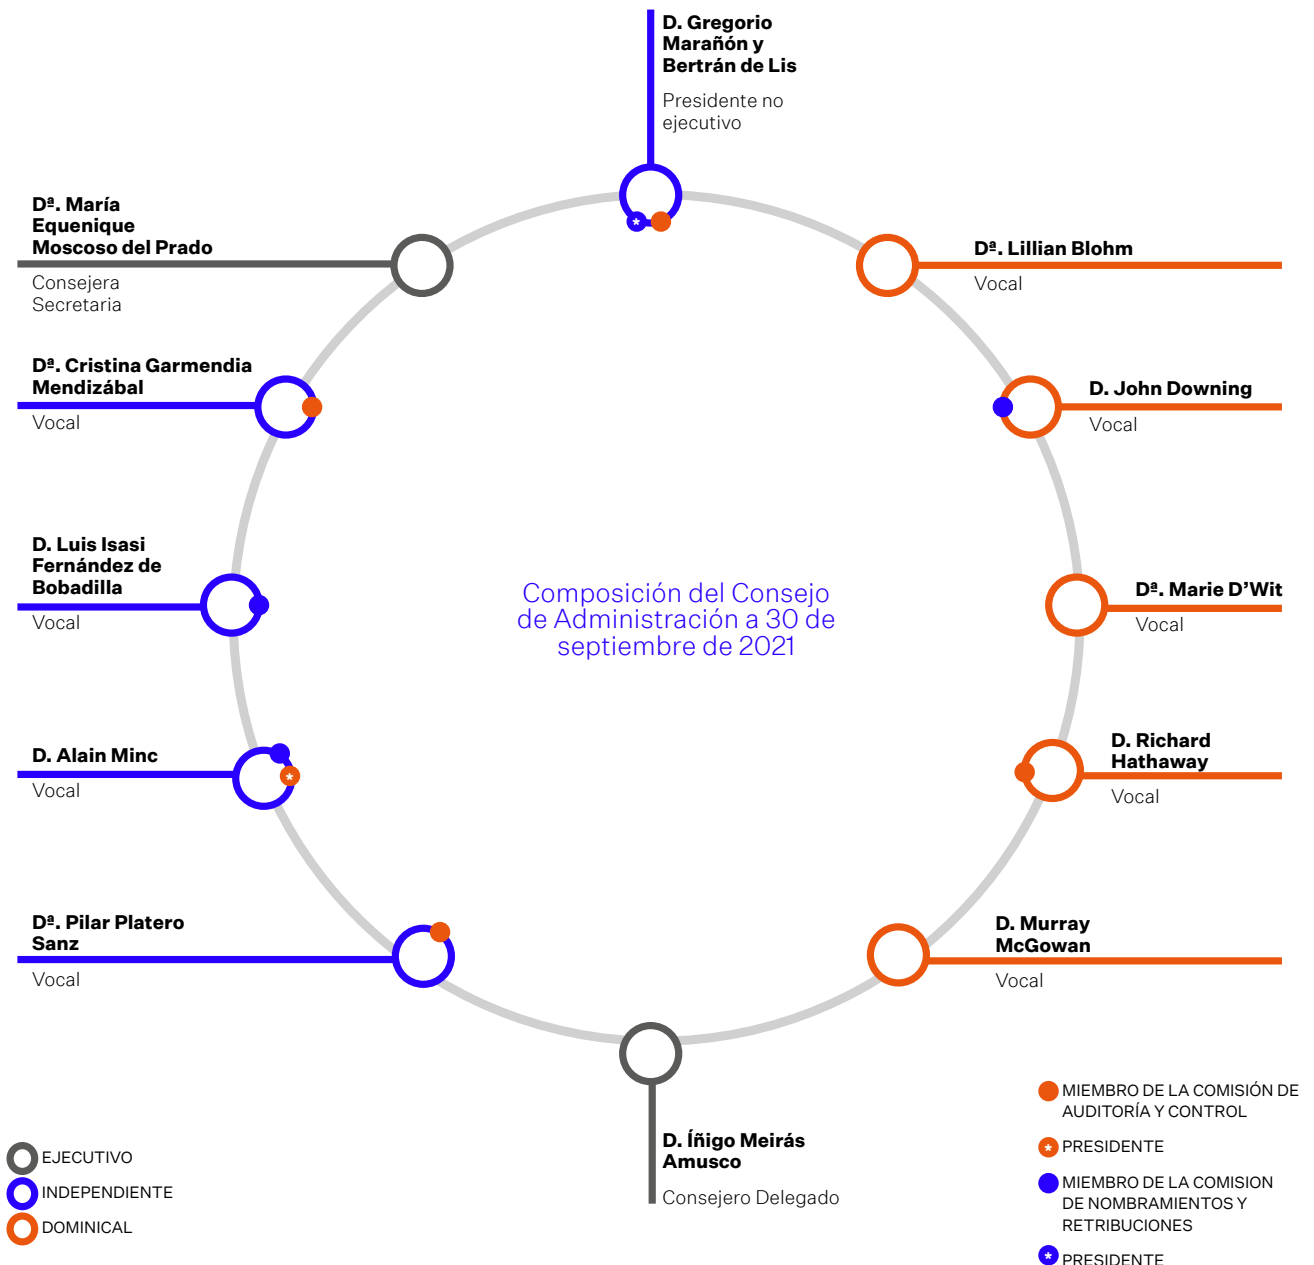 D. Gregorio
Marañón y
Bertrán de Lis
Presidente no
ejecutivo
Dª. María
Equenique
Moscoso del Prado
Consejera
Secretaria
Dª. Lillian Blohm
Vocal
Dª. Cristina Garmendia
Mendizábal
Vocal
D. John Downing
Vocal
D. Luis Isasi
Fernández de
Bobadilla
Vocal
Composición del Consejo
de Administración a 30 de
septiembre de 2021
Dª. Marie D’Wit
Vocal
D. Alain Minc
Vocal
D. Richard
Hathaway
Vocal
Dª. Pilar Platero
Sanz
Vocal
D. Murray
McGowan
Vocal
D. Íñigo Meirás
Amusco
Consejero Delegado
EJECUTIVO
INDEPENDIENTE
DOMINICAL
MIEMBRO DE LA COMISIÓN DE
AUDITORÍA Y CONTROL
PRESIDENTE
MIEMBRO DE LA COMISION
DE NOMBRAMIENTOS Y
RETRIBUCIONES
PRESIDENTE